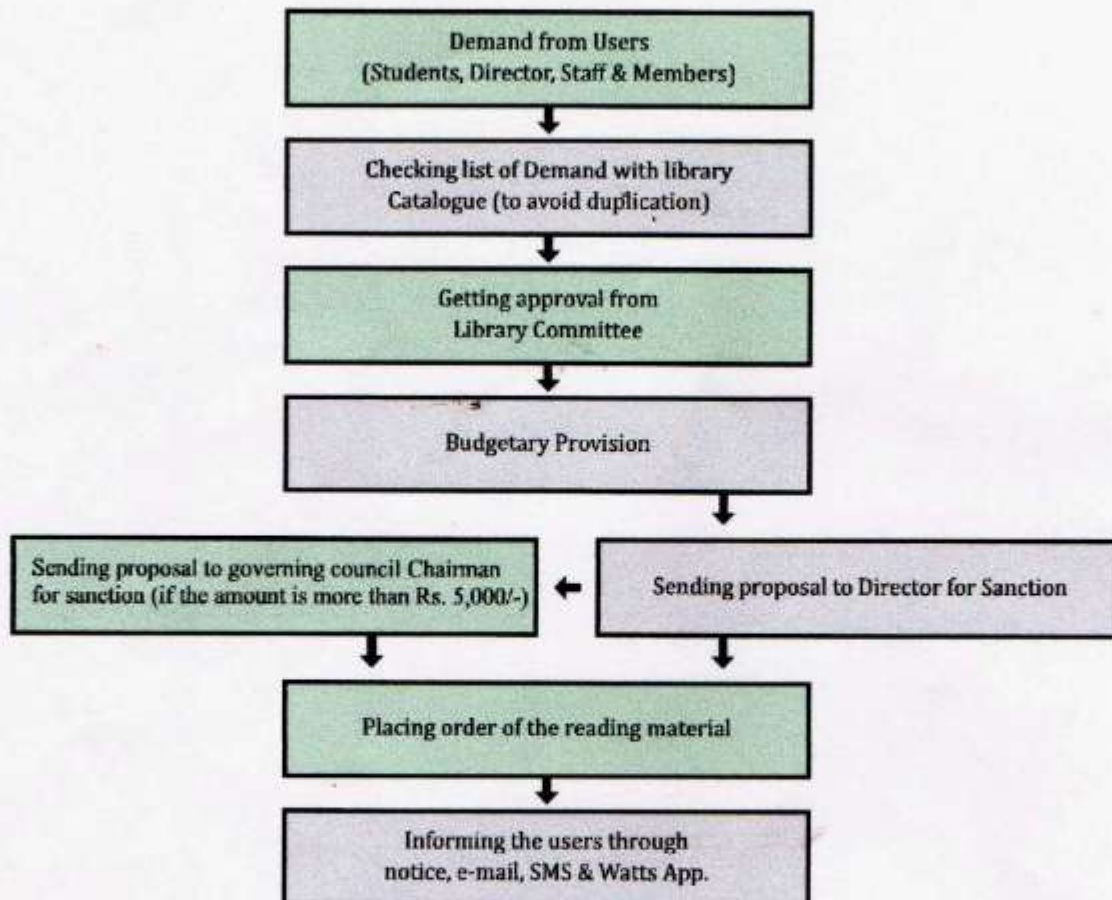 Demand from Users
(Students, Director, Staff & Members)
Checking list of Demand with library
Catalogue (to avoid duplication)
Getting approval from
Library Committee
Budgetary Provision
Sending proposal to governing council Chairman
for sanction (if the amount is more than Rs. 5,000/-)
Sending proposal to Director for Sanction
Placing order of the reading material
Informing the users through
notice, e-mail, SMS & Watts App.